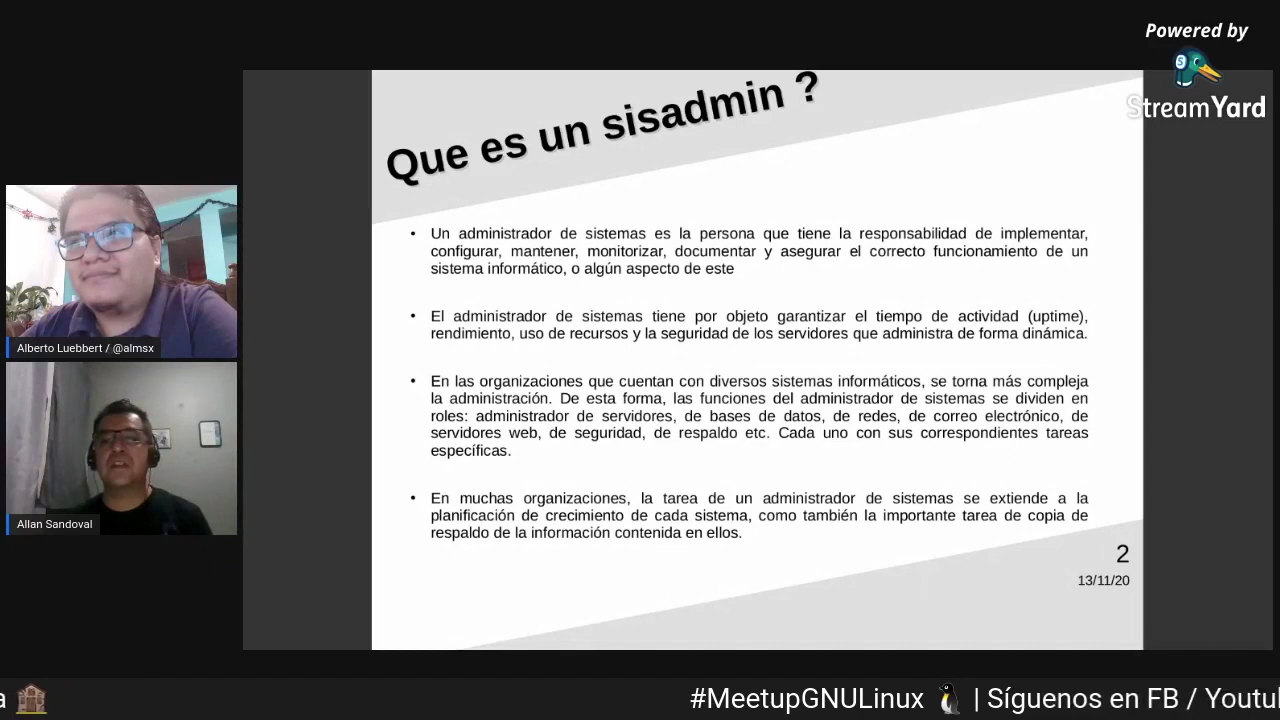 Powered by
StreamYard
Que es un sisadmin ?
• Un administrador de sistemas es la persona que tiene la responsabilidad de implementar,
configurar, mantener, monitorizar, documentar y asegurar el correcto funcionamiento de un
sistema informático, o algún aspecto de este
• El administrador de sistemas tiene por objeto garantizar el tiempo de actividad (uptime),
rendimiento, uso de recursos y la seguridad de los servidores que administra de forma dinámica.
• En las organizaciones que cuentan con diversos sistemas informáticos, se torna más compleja
la administración. De esta forma, las funciones del administrador de sistemas se dividen en
roles: administrador de servidores, de bases de datos, de redes, de correo electrónico, de
servidores web, de seguridad, de respaldo etc. Cada uno con sus correspondientes tareas
específicas.
• En muchas organizaciones, la tarea de un administrador de sistemas se extiende a la
planificación de crecimiento de cada sistema, como también la importante tarea de copia de
respaldo de la información contenida en ellos.
2
13/11/20
Alberto Luebbert / @almsx
Allan Sandoval
a
#MeetupGNULinux 🐧 | Síguenos en FB / Youtu